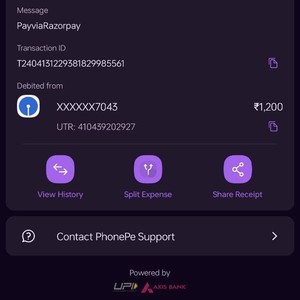 Message
PayviaRazorpay
Transaction ID
T2404131229381829985561
Debited from
XXXXXX7043 ₹1,200
UTR: 410439202927
View History Split Expense Share Receipt
Contact PhonePe Support
Powered by
UPI AXIS BANK